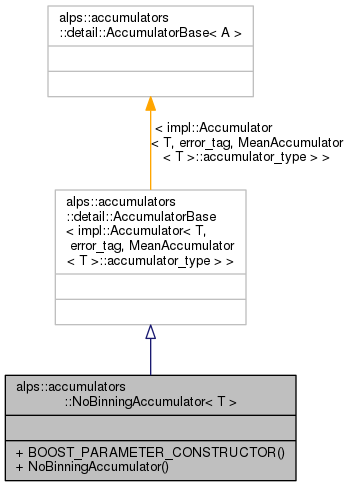 alps::accumulators
::detail::AccumulatorBase< A >
< impl::Accumulator
< T, error_tag, MeanAccumulator
< T >::accumulator_type > >
alps::accumulators
::detail::AccumulatorBase
< impl::Accumulator< T,
error_tag, MeanAccumulator
< T >::accumulator_type > >
alps::accumulators
::NoBinningAccumulator< T >
+ BOOST_PARAMETER_CONSTRUCTOR()
+ NoBinningAccumulator()